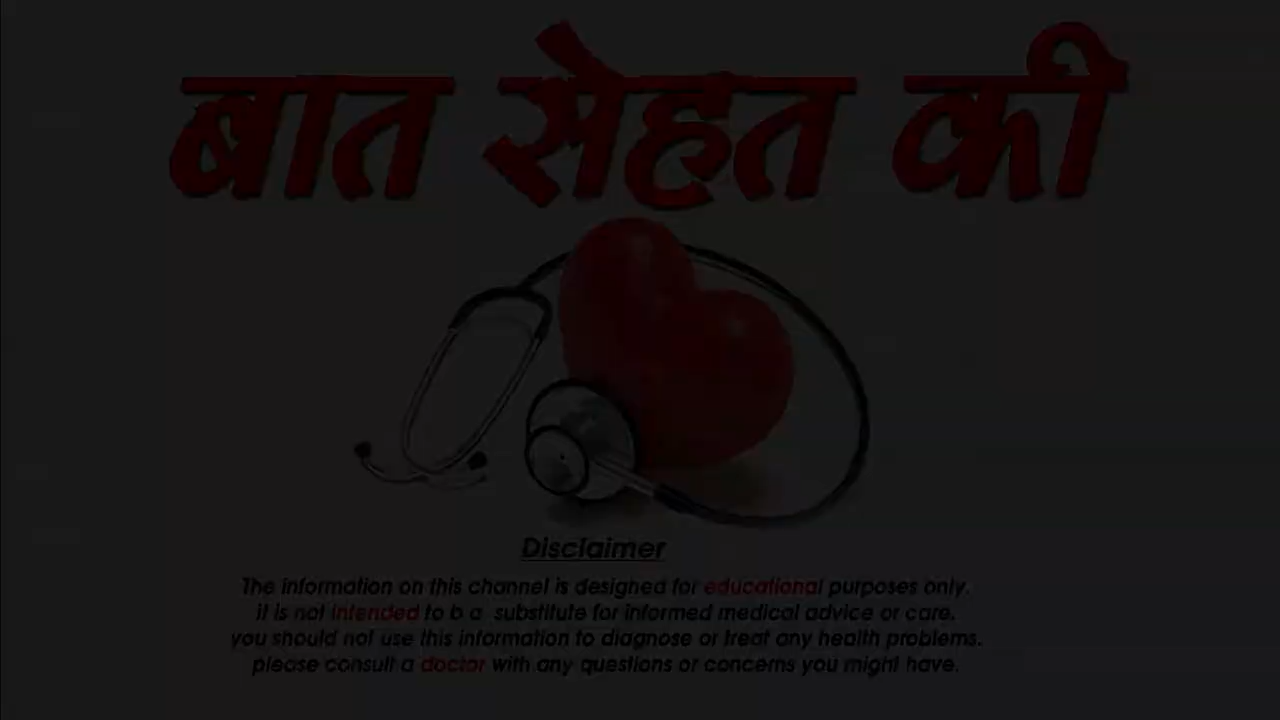 बात सेहत की
Disclaimer
The information on this channel is designed for educational purposes only.
it is not intended to b a substitute for informed medical advice or care.
you should not use this information to diagnose or treat any health problems.
please consult a doctor with any questions or concerns you might have.